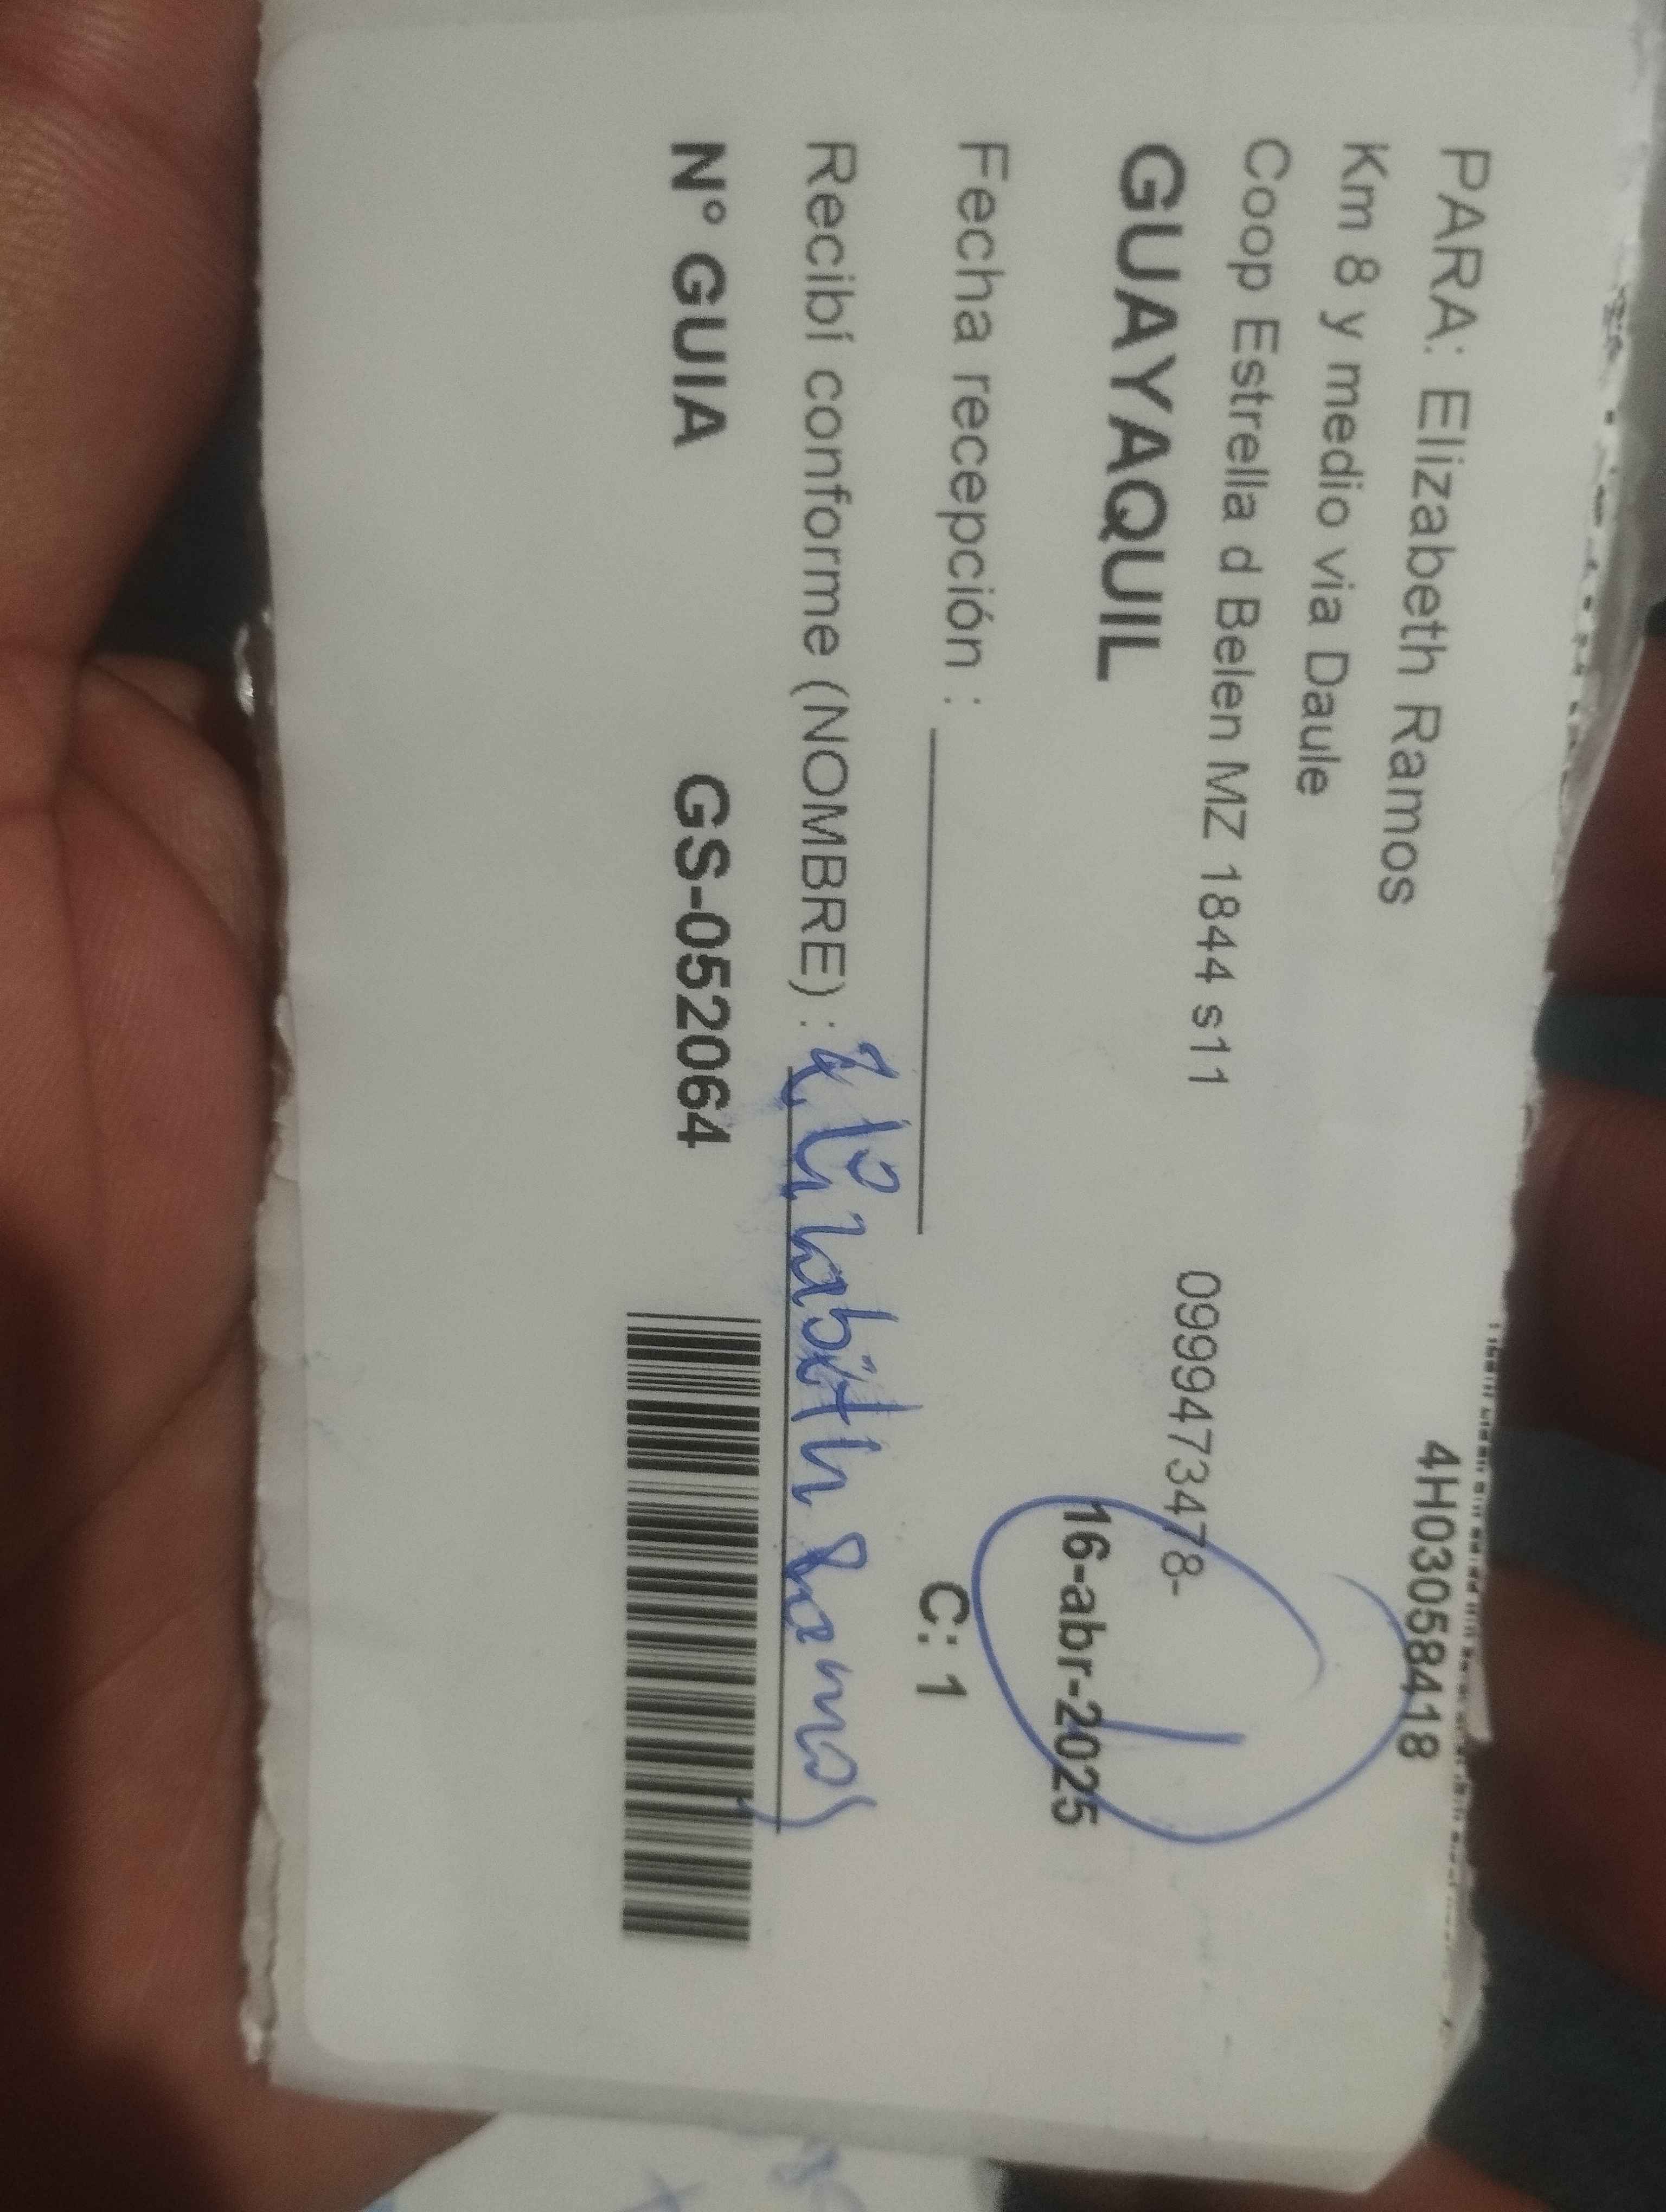 4H03058418
PARA: Elizabeth Ramos
Km 8 y medio via Daule
Coop Estrella d Belen MZ 1844 s11 0999473478-
GUAYAQUIL 16-abr-2025
Fecha recepción :
C: 1
Recibí conforme (NOMBRE) : Elizabeth Ramos
N° GUIA GS-052064